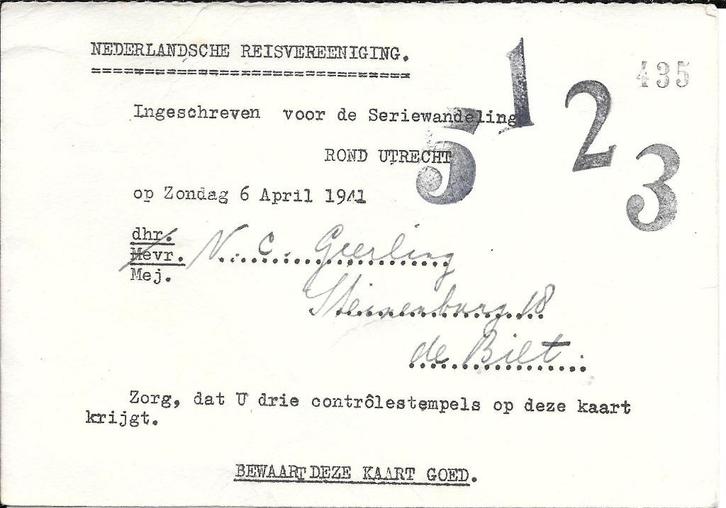 NEDERLANDSCHE REISVEREENIGING.
435
1
2
3
5
Ingeschreven voor de Seriewandeling
ROND UTRECHT
op Zondag 6 April 1941
dhr.
Mevr. N. C. Geerling
Mej.
Steinenburg 18
de Bilt.
Zorg, dat U drie contrôlestempels op deze kaart
krijgt.
BEWAART DEZE KAART GOED.